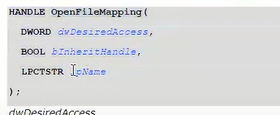 HANDLE OpenFileMapping(
DWORD dwDesiredAccess,
BOOL bInheritHandle,
LPCTSTR lpName
);
dwDesiredAccess